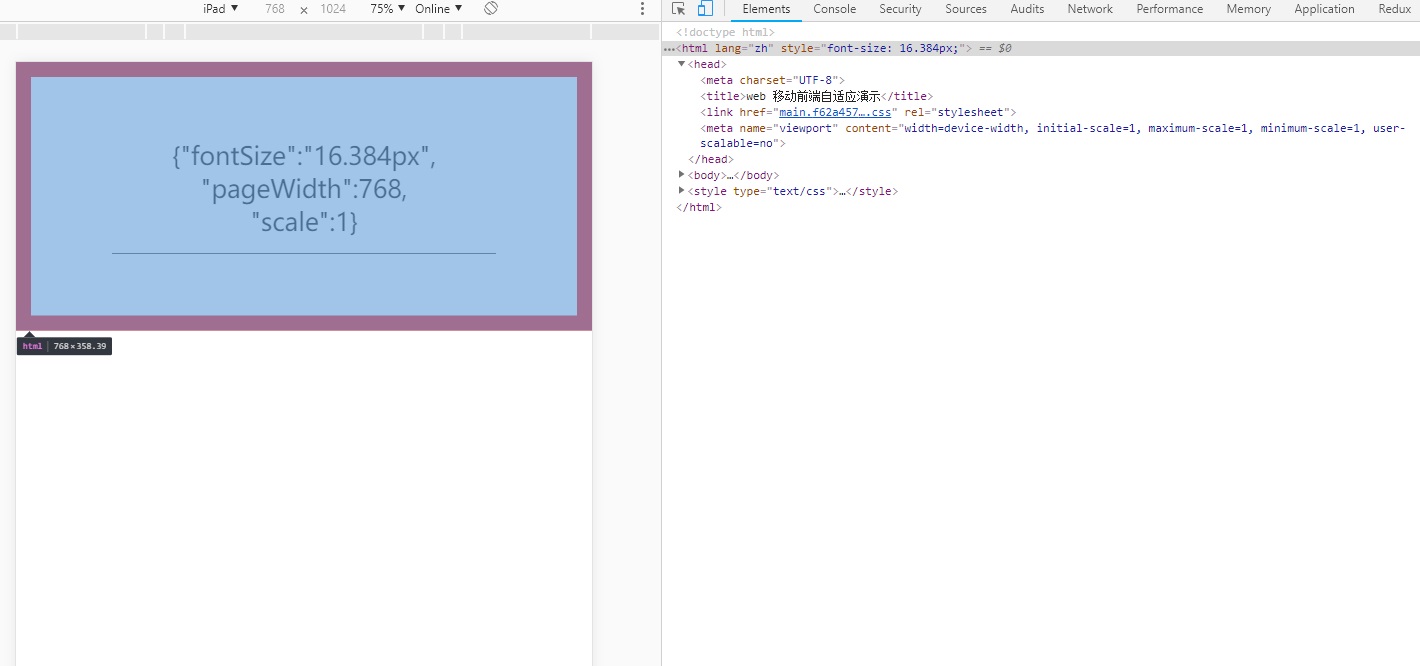 iPad ▼ 768 × 1024 75% ▼ Online ▼
Elements Console Security Sources Audits Network Performance Memory Application Redux
{"fontSize":"16.384px",
"pageWidth":768,
"scale":1}
html 768×358.39
<!doctype html>
…<html lang="zh" style="font-size: 16.384px;"> == $0
▼<head>
<meta charset="UTF-8">
<title>web 移动前端自适应演示</title>
<link href="main.f62a457….css" rel="stylesheet">
<meta name="viewport" content="width=device-width, initial-scale=1, maximum-scale=1, minimum-scale=1, user-
scalable=no">
</head>
▶<body>…</body>
▶<style type="text/css">…</style>
</html>